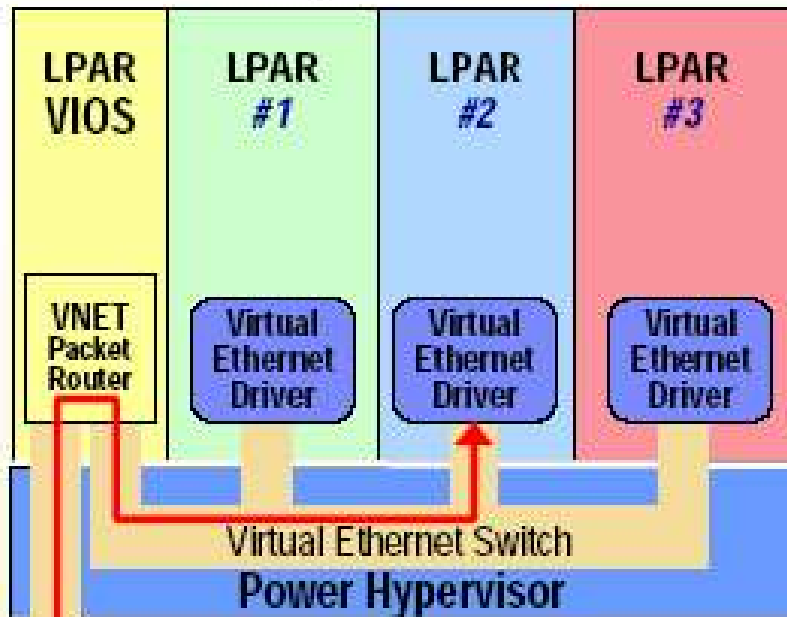 LPAR
VIOS
LPAR
#1
LPAR
#2
LPAR
#3
VNET
Packet
Router
Virtual
Ethernet
Driver
Virtual
Ethernet
Driver
Virtual
Ethernet
Driver
Virtual Ethernet Switch
Power Hypervisor